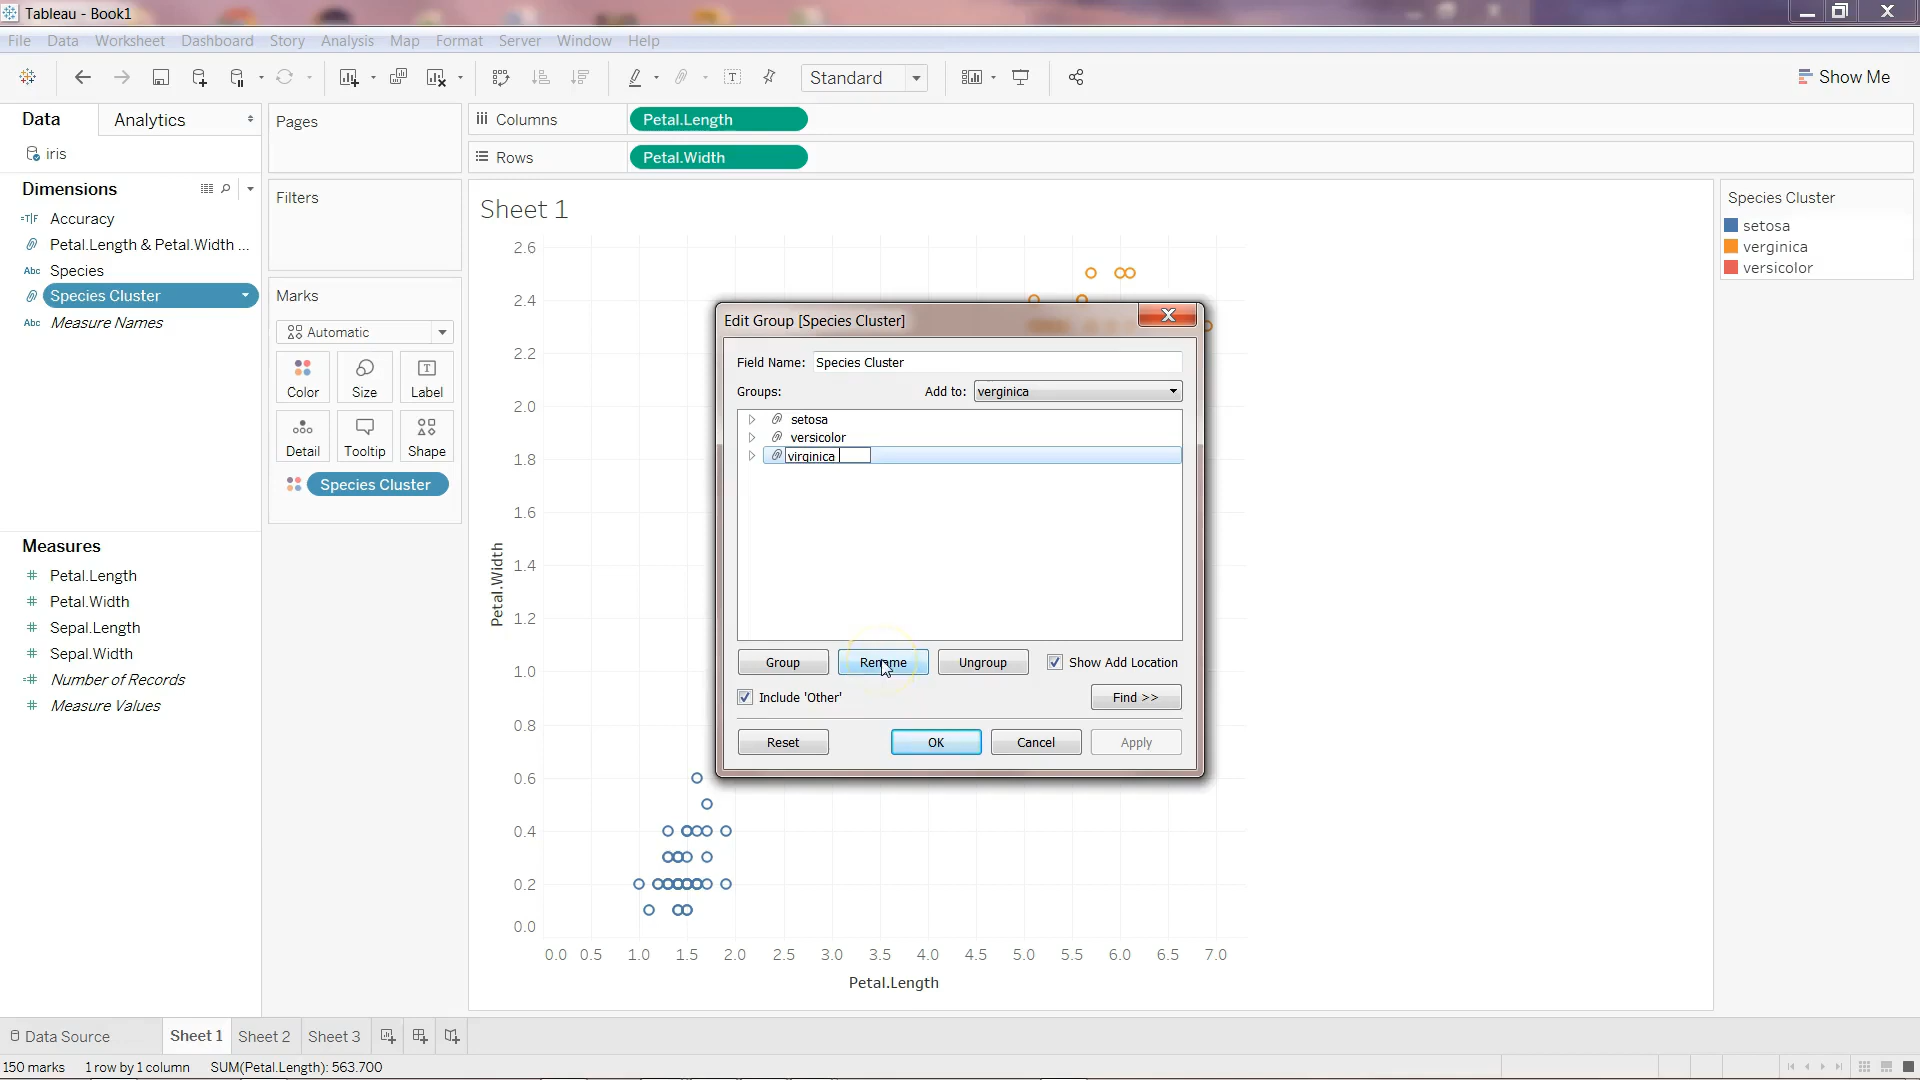 Tableau - Book1
File Data Worksheet Dashboard Story Analysis Map Format Server Window Help
Standard
Show Me
Data Analytics
iris
Dimensions
Accuracy
Petal.Length & Petal.Width ...
Abc Species
Species Cluster
Abc Measure Names
Measures
Petal.Length
Petal.Width
Sepal.Length
Sepal.Width
Number of Records
Measure Values
Pages
Filters
Marks
Automatic
Color Size Label
Detail Tooltip Shape
Species Cluster
Columns Petal.Length
Rows Petal.Width
Sheet 1
2.6
2.4
2.2
2.0
1.8
1.6
1.4
1.2
1.0
0.8
0.6
0.4
0.2
0.0
Petal.Width
0.0 0.5 1.0 1.5 2.0 2.5 3.0 3.5 4.0 4.5 5.0 5.5 6.0 6.5 7.0
Petal.Length
Edit Group [Species Cluster]
Field Name: Species Cluster
Groups: Add to: verginica
setosa
versicolor
virginica
Group Rename Ungroup Show Add Location
Include 'Other' Find >>
Reset OK Cancel Apply
Species Cluster
setosa
verginica
versicolor
Data Source Sheet 1 Sheet 2 Sheet 3
150 marks 1 row by 1 column SUM(Petal.Length): 563.700